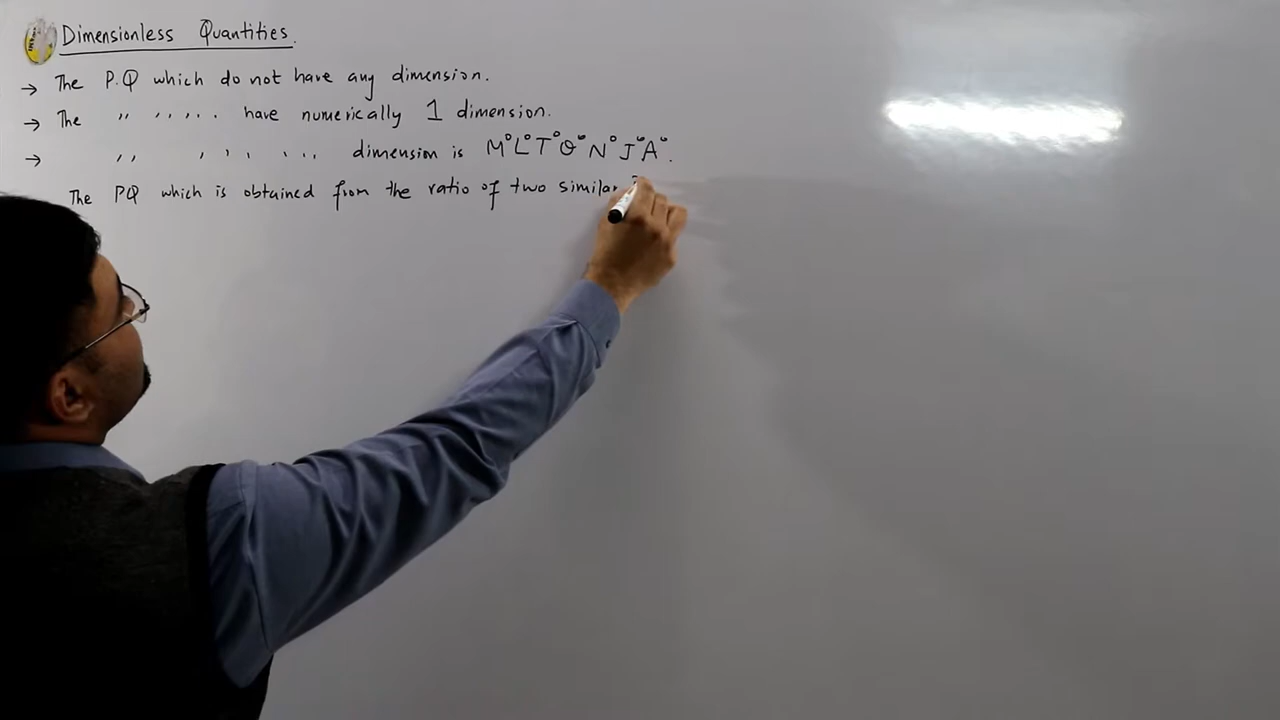 Dimensionless Quantities.
→ The P.Q which do not have any dimension.
→ The " " " " have numerically 1 dimension.
→ " " " " " dimension is M⁰L⁰T⁰θ⁰N⁰J⁰A⁰.
The PQ which is obtained from the ratio of two similar